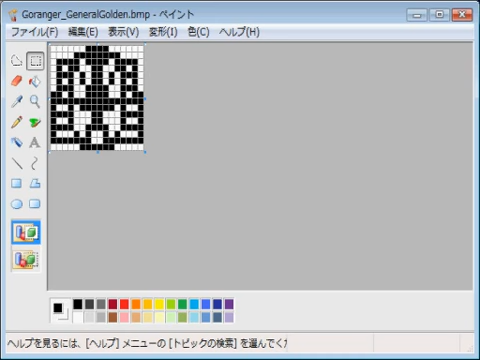 Goranger_GeneralGolden.bmp - ペイント
ファイル(F) 編集(E) 表示(V) 変形(I) 色(C) ヘルプ(H)
A
ヘルプを見るには、[ヘルプ] メニューの [トピックの検索] を選んでくだ